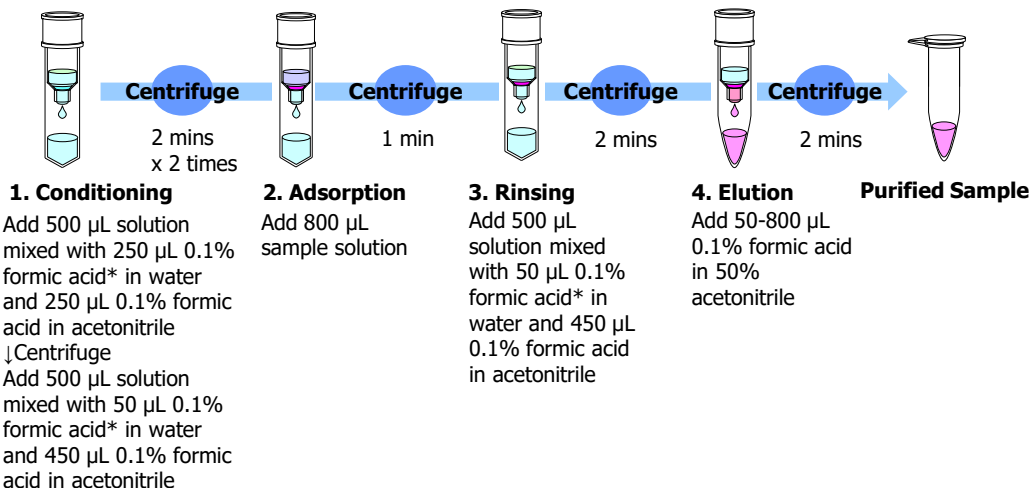 Centrifuge
Centrifuge
Centrifuge
Centrifuge
2 mins
x 2 times
1 min
2 mins
2 mins
1. Conditioning
Add 500 µL solution
mixed with 250 µL 0.1%
formic acid* in water
and 250 µL 0.1% formic
acid in acetonitrile
↓Centrifuge
Add 500 µL solution
mixed with 50 µL 0.1%
formic acid* in water
and 450 µL 0.1% formic
acid in acetonitrile
2. Adsorption
Add 800 µL
sample solution
3. Rinsing
Add 500 µL
solution mixed
with 50 µL 0.1%
formic acid* in
water and 450 µL
0.1% formic acid
in acetonitrile
4. Elution
Add 50-800 µL
0.1% formic acid
in 50%
acetonitrile
Purified Sample